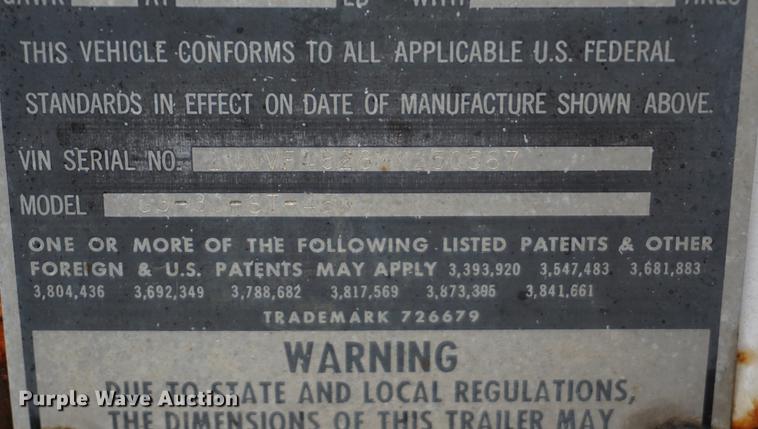 THIS VEHICLE CONFORMS TO ALL APPLICABLE U.S. FEDERAL
STANDARDS IN EFFECT ON DATE OF MANUFACTURE SHOWN ABOVE.
VIN SERIAL NO.
MODEL
ONE OR MORE OF THE FOLLOWING LISTED PATENTS & OTHER
FOREIGN & U.S. PATENTS MAY APPLY 3,393,920 3,547,483 3,681,883
3,804,436 3,692,349 3,788,682 3,817,569 3,873,395 3,841,661
TRADEMARK 726679
WARNING
DUE TO STATE AND LOCAL REGULATIONS,
THE DIMENSIONS OF THIS TRAILER MAY
Purple Wave Auction